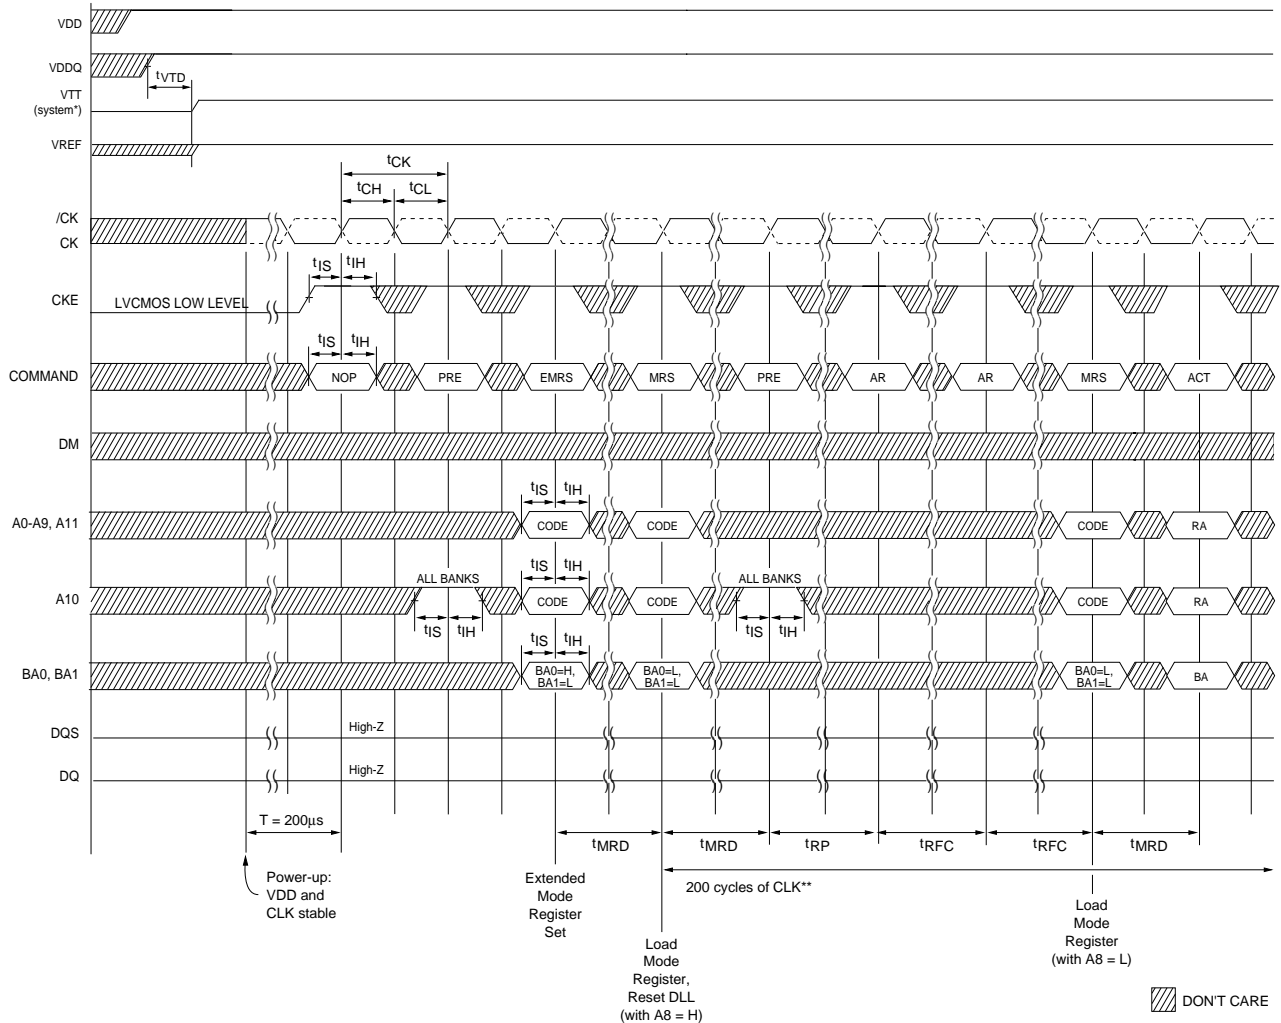 VDD
VDDQ
tVTD
VTT
(system*)
VREF
tCK
tCH tCL
/CK
CK
tIS tIH
CKE LVCMOS LOW LEVEL
tIS tIH
COMMAND NOP PRE EMRS MRS PRE AR AR MRS ACT
DM
tIS tIH
A0-A9, A11 CODE CODE CODE RA
tIS tIH
ALL BANKS ALL BANKS
A10 CODE CODE CODE RA
tIS tIH tIS tIH
tIS tIH
BA0, BA1 BA0=H, BA0=L, BA0=L, BA
BA1=L BA1=L BA1=L
DQS High-Z
DQ High-Z
T = 200µs
tMRD tMRD tRP tRFC tRFC tMRD
Power-up:
VDD and
CLK stable
Extended
Mode
Register
Set
200 cycles of CLK**
Load
Mode
Register,
Reset DLL
(with A8 = H)
Load
Mode
Register
(with A8 = L)
DON'T CARE